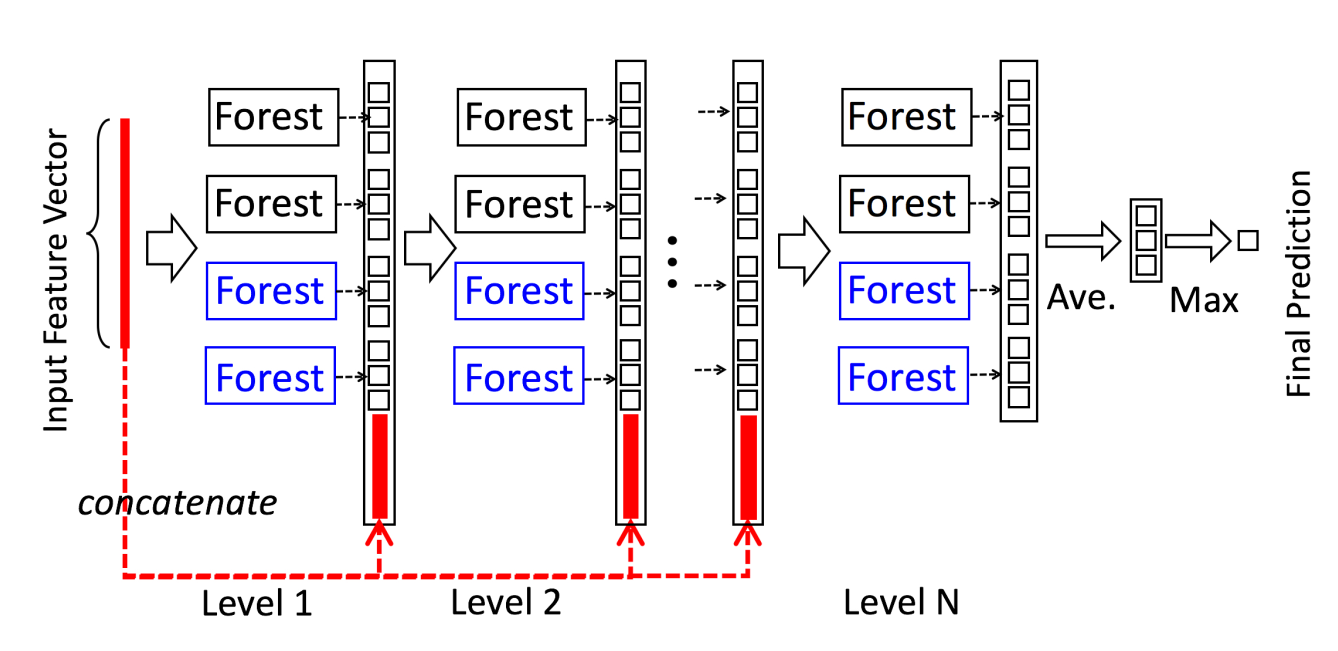 Input Feature Vector
Forest
Forest
Forest
Forest
concatenate
Level 1
Forest
Forest
Forest
Forest
Level 2
Forest
Forest
Forest
Forest
Level N
Ave.
Max
Final Prediction